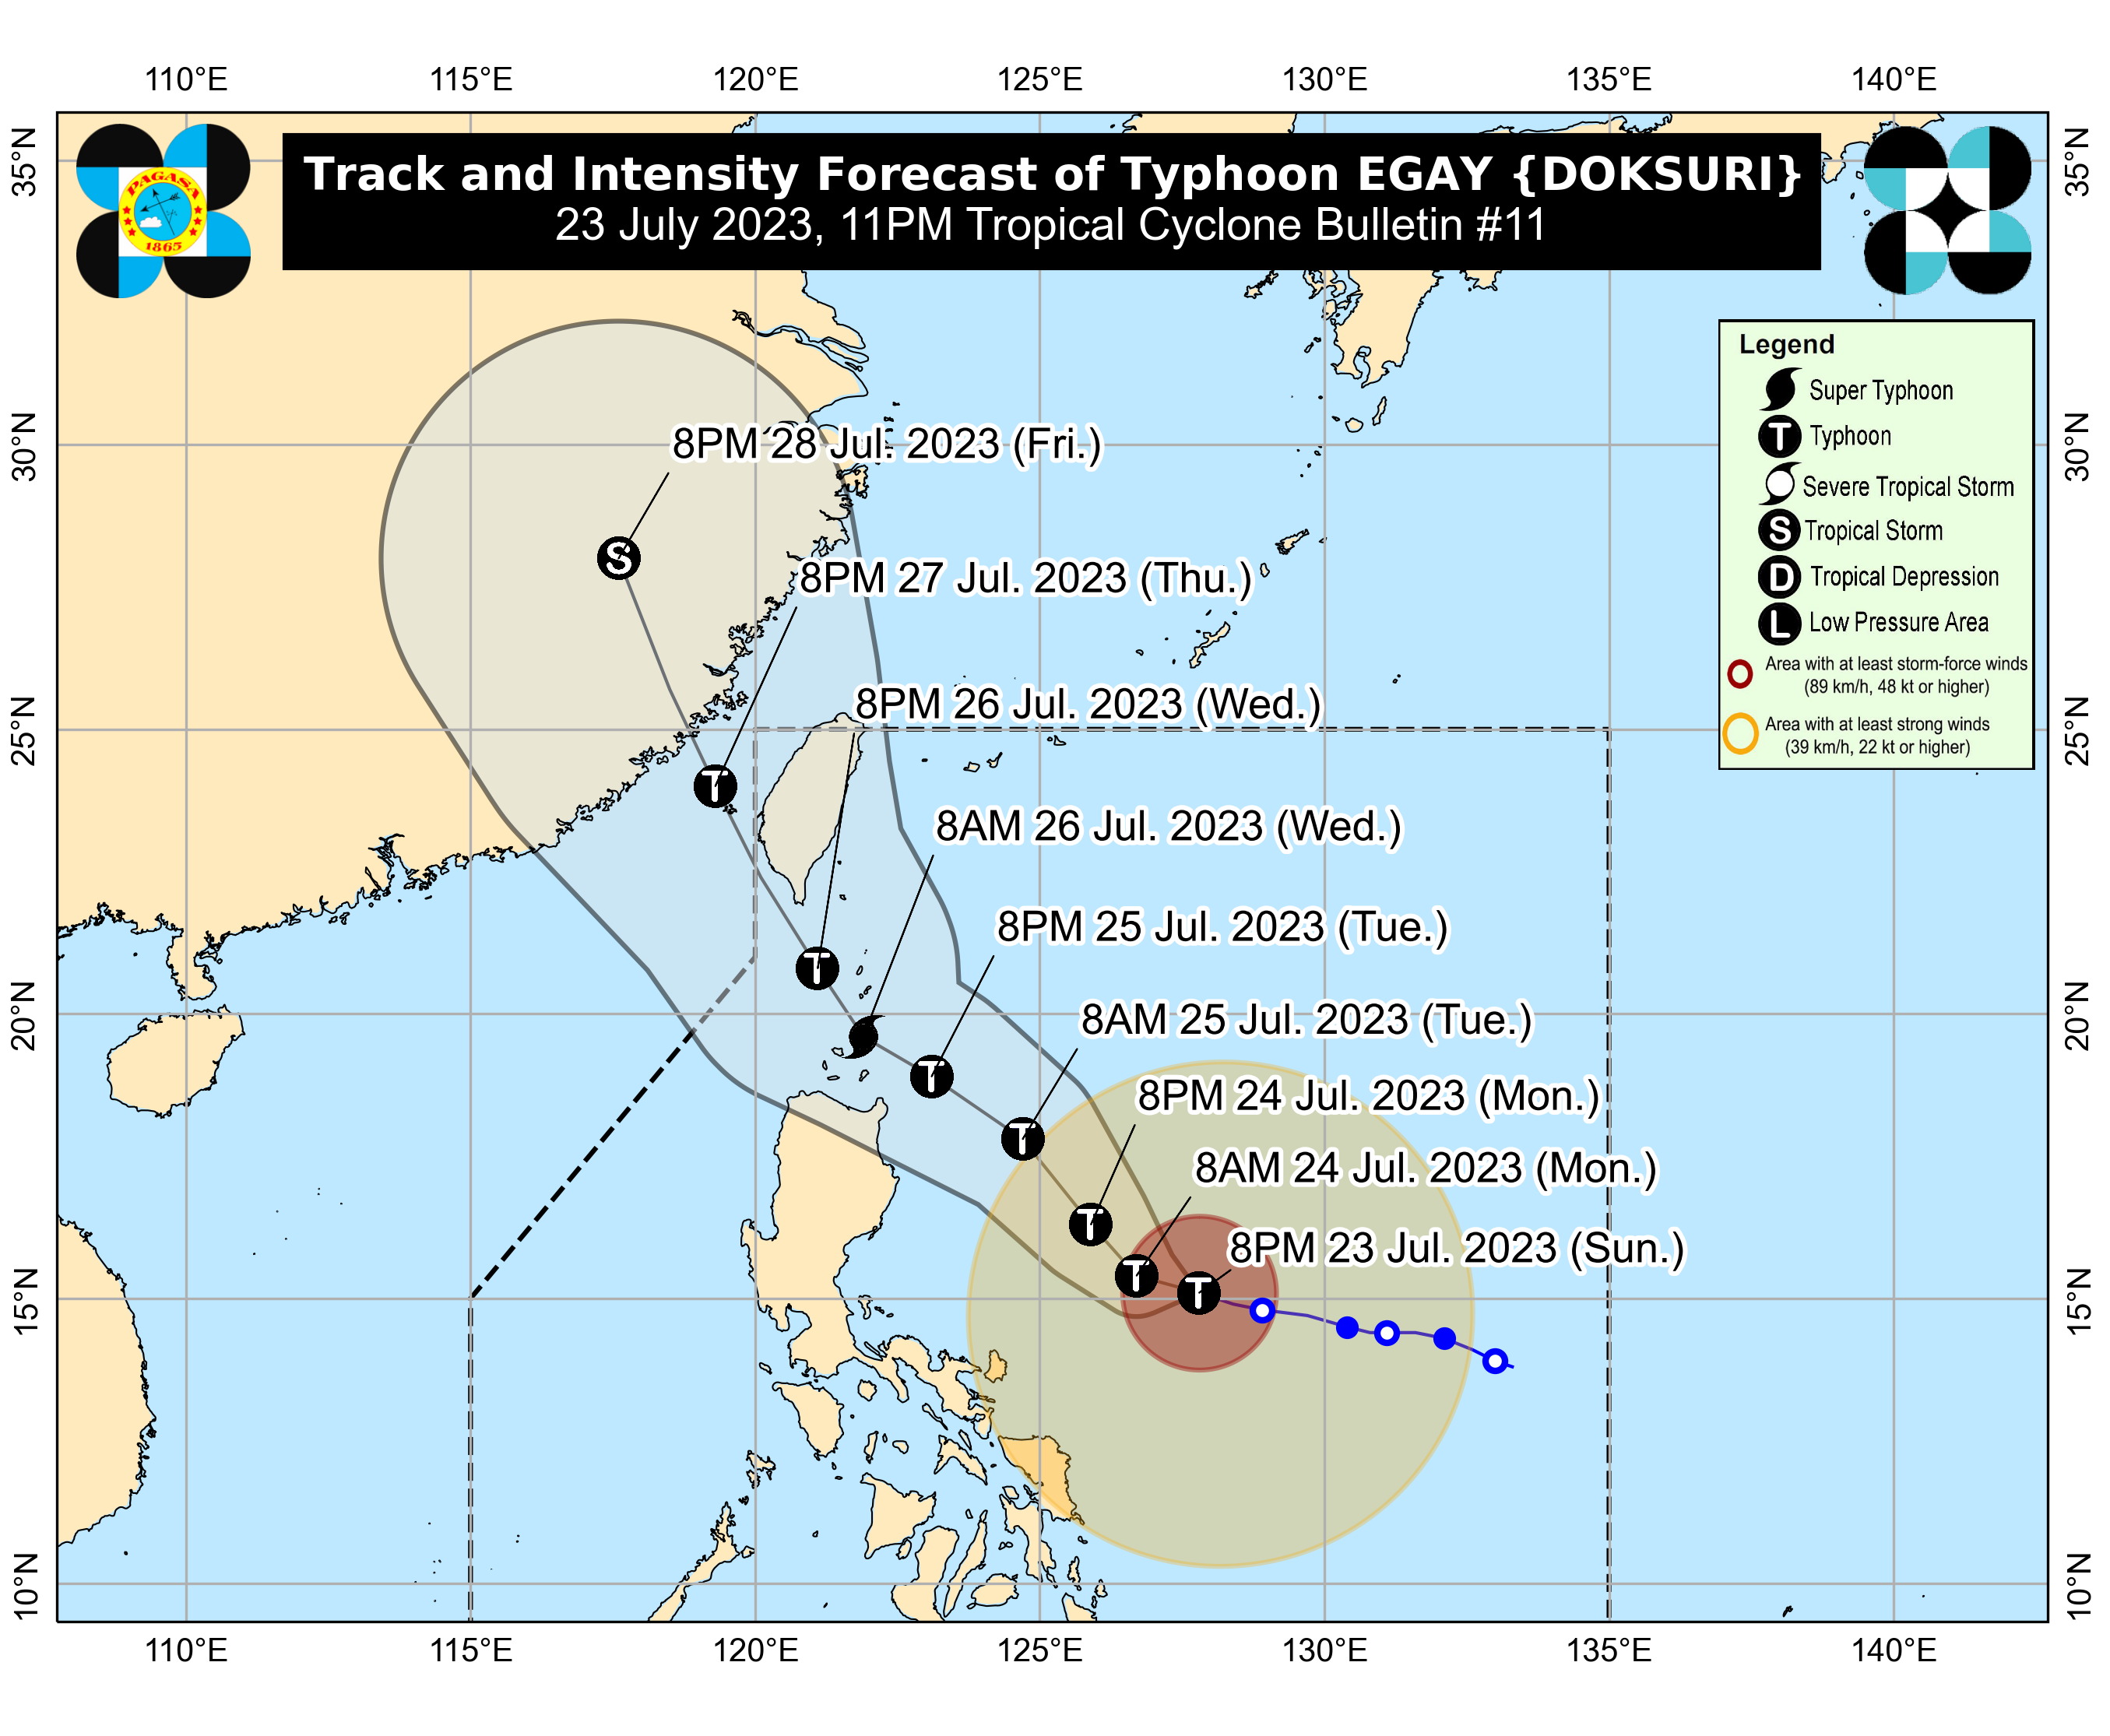 110°E 115°E 120°E 125°E 130°E 135°E 140°E
Track and Intensity Forecast of Typhoon EGAY {DOKSURI}
23 July 2023, 11PM Tropical Cyclone Bulletin #11
PAGASA
1865
35°N 35°N
Legend
Super Typhoon
T Typhoon
Severe Tropical Storm
S Tropical Storm
D Tropical Depression
L Low Pressure Area
Area with at least storm-force winds
(89 km/h, 48 kt or higher)
Area with at least strong winds
(39 km/h, 22 kt or higher)
30°N 30°N
8PM 28 Jul. 2023 (Fri.)
S
8PM 27 Jul. 2023 (Thu.)
8PM 26 Jul. 2023 (Wed.)
25°N 25°N
T
8AM 26 Jul. 2023 (Wed.)
8PM 25 Jul. 2023 (Tue.)
T
20°N 20°N
8AM 25 Jul. 2023 (Tue.)
T
8PM 24 Jul. 2023 (Mon.)
T
8AM 24 Jul. 2023 (Mon.)
T
8PM 23 Jul. 2023 (Sun.)
T
T
15°N 15°N
10°N 10°N
110°E 115°E 120°E 125°E 130°E 135°E 140°E